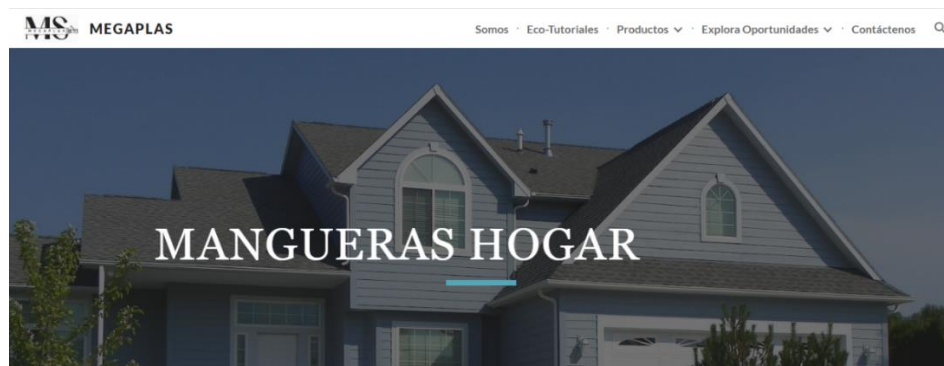 MS MEGAPLAS
Somos · Eco-Tutoriales · Productos · Explora Oportunidades · Contáctenos
MANGUERAS HOGAR